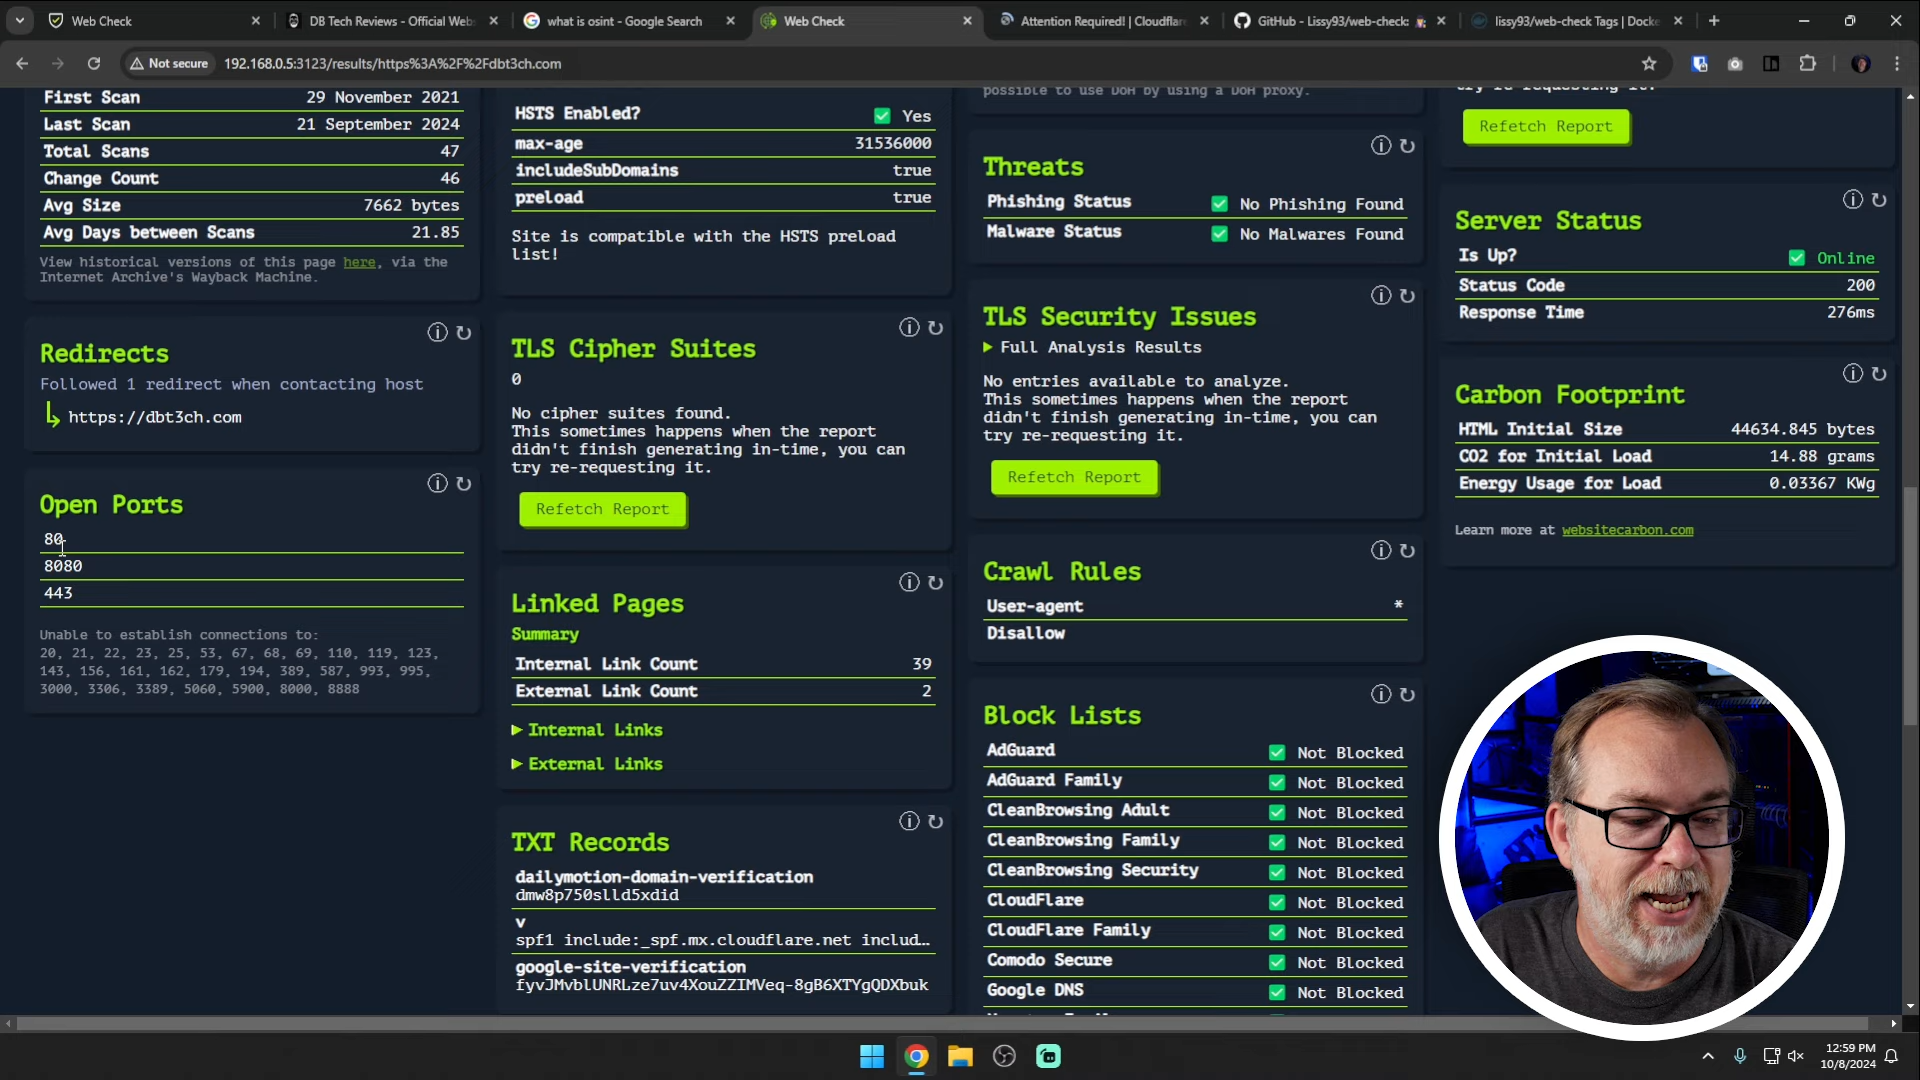 Web Check
DB Tech Reviews - Official Web
what is osint - Google Search
Web Check
Attention Required! | Cloudflar
GitHub - Lissy93/web-check:
lissy93/web-check Tags | Docke
Not secure
192.168.0.5:3123/results/https%3A%2F%2Fdbt3ch.com
First Scan 29 November 2021
Last Scan 21 September 2024
Total Scans 47
Change Count 46
Avg Size 7662 bytes
Avg Days between Scans 21.85
View historical versions of this page here, via the
Internet Archive's Wayback Machine.
Redirects
Followed 1 redirect when contacting host
https://dbt3ch.com
Open Ports
80
8080
443
Unable to establish connections to:
20, 21, 22, 23, 25, 53, 67, 68, 69, 110, 119, 123,
143, 156, 161, 162, 179, 194, 389, 587, 993, 995,
3000, 3306, 3389, 5060, 5900, 8000, 8888
HSTS Enabled? Yes
max-age 31536000
includeSubDomains true
preload true
Site is compatible with the HSTS preload
list!
TLS Cipher Suites
0
No cipher suites found.
This sometimes happens when the report
didn't finish generating in-time, you can
try re-requesting it.
Refetch Report
Linked Pages
Summary
Internal Link Count 39
External Link Count 2
Internal Links
External Links
TXT Records
dailymotion-domain-verification
dmw8p750slld5xdid
v
spf1 include:_spf.mx.cloudflare.net includ…
google-site-verification
fyvJMvblUNRLze7uv4XouZZIMVeq-8gB6XTYgQDXbuk
possible to use DoH by using a DoH proxy.
Threats
Phishing Status No Phishing Found
Malware Status No Malwares Found
TLS Security Issues
Full Analysis Results
No entries available to analyze.
This sometimes happens when the report
didn't finish generating in-time, you can
try re-requesting it.
Refetch Report
Crawl Rules
User-agent *
Disallow
Block Lists
AdGuard Not Blocked
AdGuard Family Not Blocked
CleanBrowsing Adult Not Blocked
CleanBrowsing Family Not Blocked
CleanBrowsing Security Not Blocked
CloudFlare Not Blocked
CloudFlare Family Not Blocked
Comodo Secure Not Blocked
Google DNS Not Blocked
try re-requesting it.
Refetch Report
Server Status
Is Up? Online
Status Code 200
Response Time 276ms
Carbon Footprint
HTML Initial Size 44634.845 bytes
CO2 for Initial Load 14.88 grams
Energy Usage for Load 0.03367 KWg
Learn more at websitecarbon.com
12:59 PM
10/8/2024